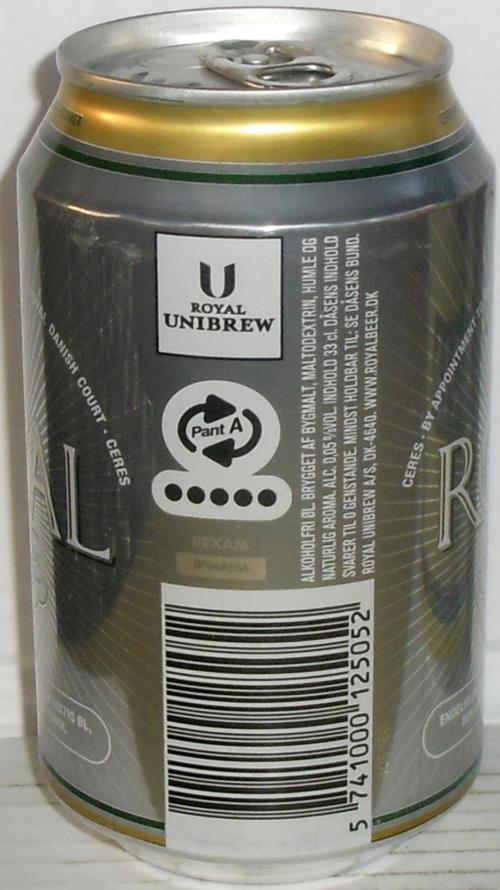 ROYAL
UNIBREW
Pant A
REXAM
ALKOHOLFRI ØL BRYGGET AF BYGMALT, MALTODEXTRIN, HUMLE OG
NATURLIG AROMA. ALC. 0,05 % VOL. INDHOLD 33 cl. DÅSENS INDHOLD
SVARER TIL 0 GENSTANDE. MINDST HOLDBAR TIL: SE DÅSENS BUND.
ROYAL UNIBREW A/S, DK-4640. WWW.ROYALBEER.DK
5 741000 125052
DANISH COURT · CERES
AL
CERES · BY APPOINTMENT
R
ØL,